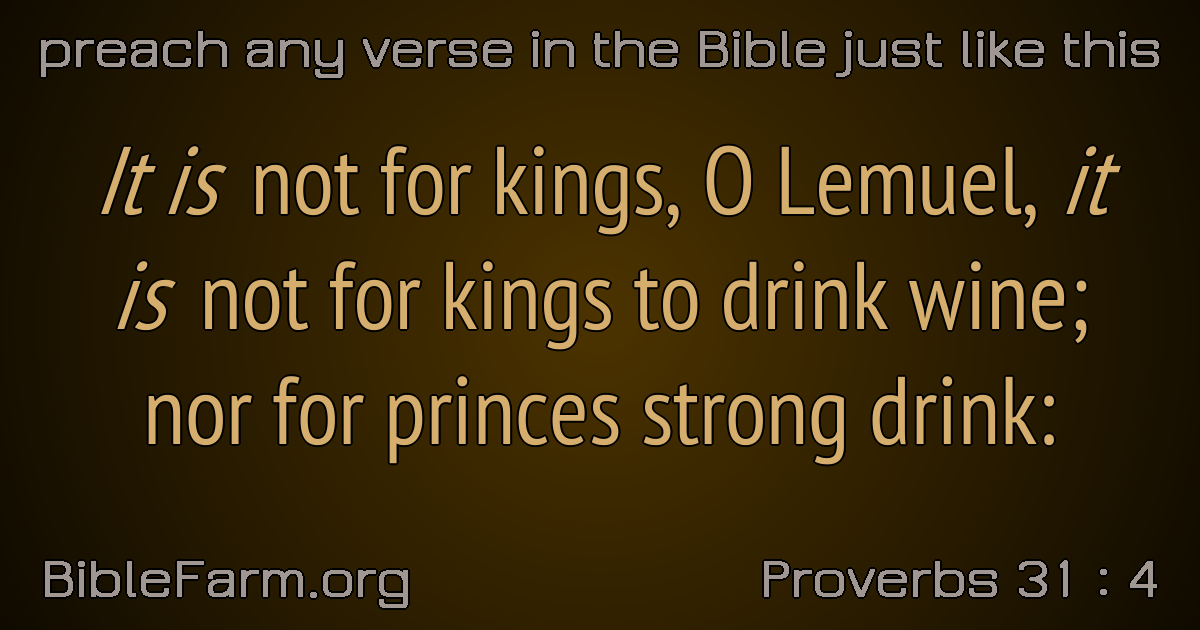 preach any verse in the Bible just like this
It is not for kings, O Lemuel, it
is not for kings to drink wine;
nor for princes strong drink:
BibleFarm.org
Proverbs 31 : 4